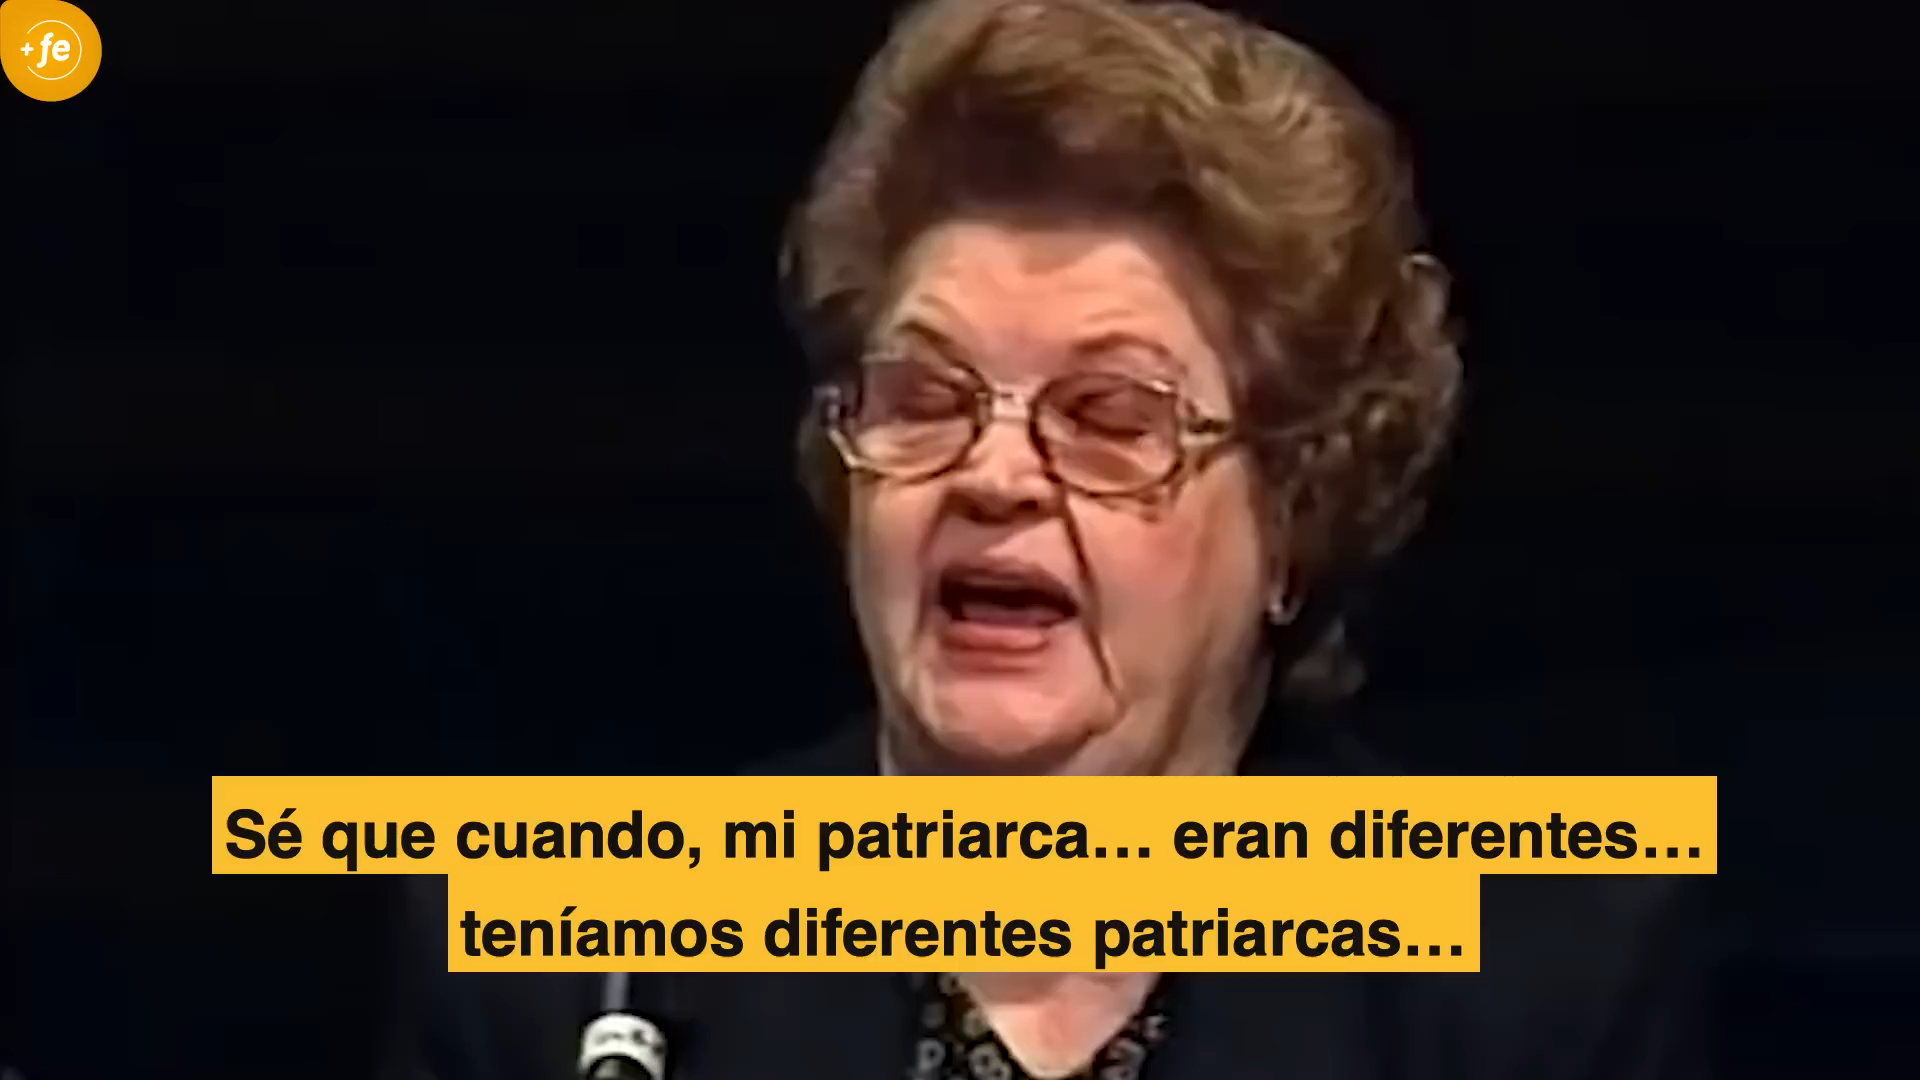 +fe
Sé que cuando, mi patriarca… eran diferentes…
teníamos diferentes patriarcas…